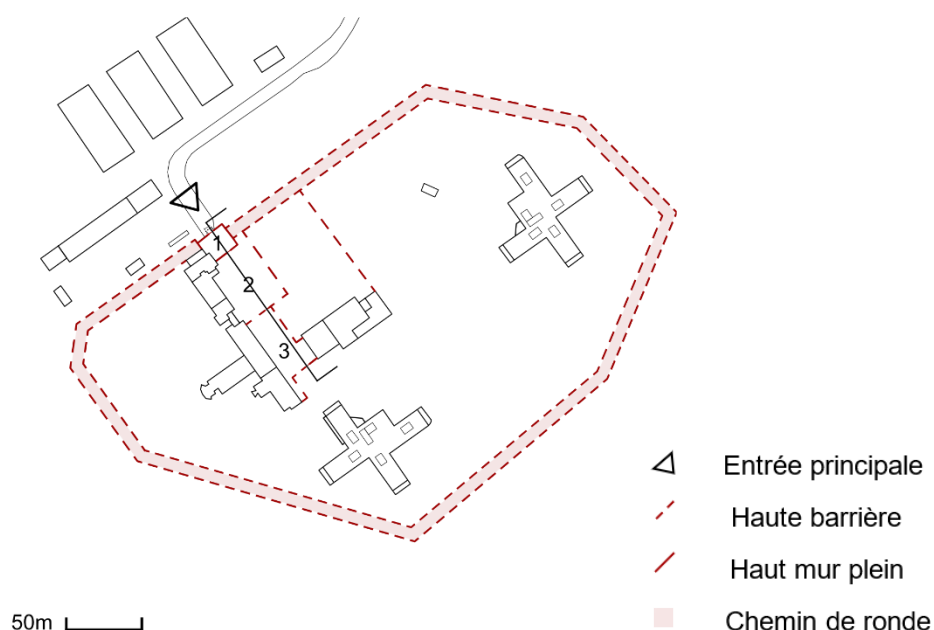 1
2
3
Entrée principale
Haute barrière
Haut mur plein
Chemin de ronde
50m